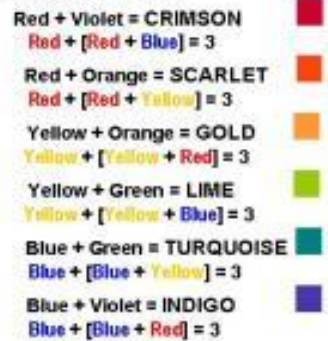 Red + Violet = CRIMSON
Red + [Red + Blue] = 3
Red + Orange = SCARLET
Red + [Red + Yellow] = 3
Yellow + Orange = GOLD
Yellow + [Yellow + Red] = 3
Yellow + Green = LIME
Yellow + [Yellow + Blue] = 3
Blue + Green = TURQUOISE
Blue + [Blue + Yellow] = 3
Blue + Violet = INDIGO
Blue + [Blue + Red] = 3